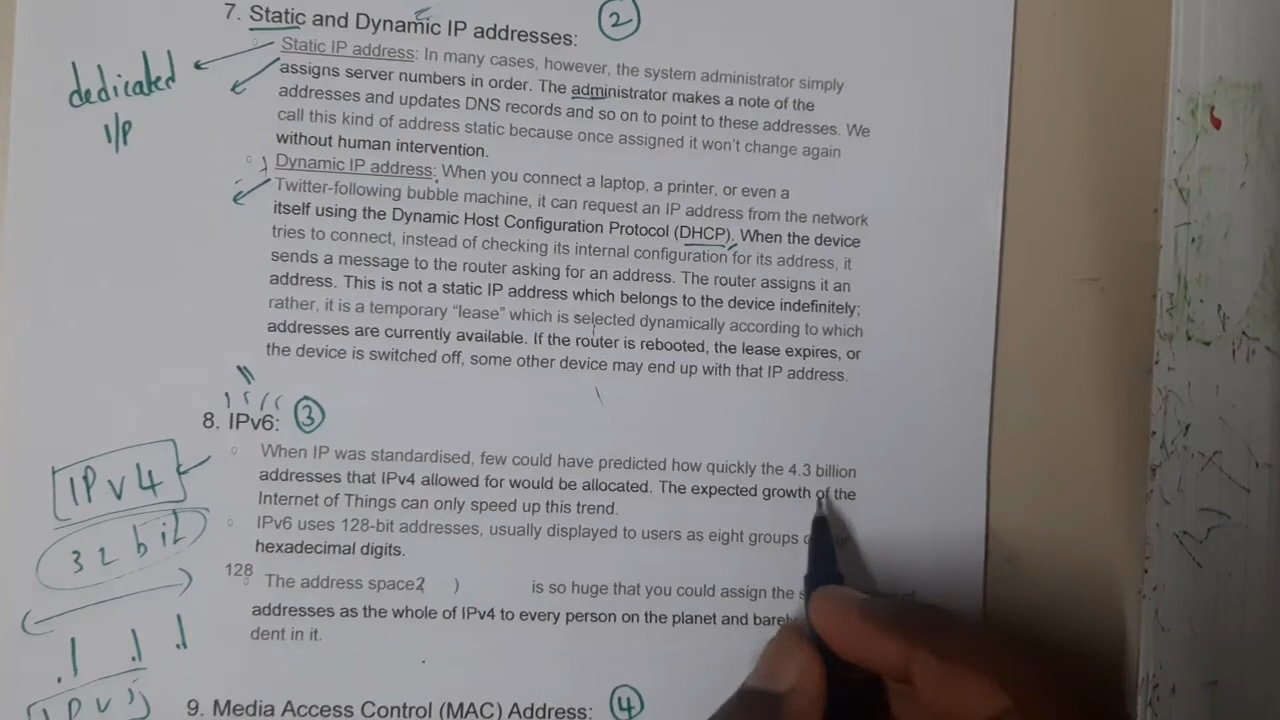 7. Static and Dynamic IP addresses: 2
Static IP address: In many cases, however, the system administrator simply
assigns server numbers in order. The administrator makes a note of the
addresses and updates DNS records and so on to point to these addresses. We
call this kind of address static because once assigned it won't change again
without human intervention.
dedicated
I/P
Dynamic IP address: When you connect a laptop, a printer, or even a
Twitter-following bubble machine, it can request an IP address from the network
itself using the Dynamic Host Configuration Protocol (DHCP). When the device
tries to connect, instead of checking its internal configuration for its address, it
sends a message to the router asking for an address. The router assigns it an
address. This is not a static IP address which belongs to the device indefinitely;
rather, it is a temporary "lease" which is selected dynamically according to which
addresses are currently available. If the router is rebooted, the lease expires, or
the device is switched off, some other device may end up with that IP address.
8. IPv6: 3
When IP was standardised, few could have predicted how quickly the 4.3 billion
addresses that IPv4 allowed for would be allocated. The expected growth of the
Internet of Things can only speed up this trend.
IPv4
32 bit
IPv6 uses 128-bit addresses, usually displayed to users as eight groups
hexadecimal digits.
128
The address space2 ) is so huge that you could assign the
addresses as the whole of IPv4 to every person on the planet and
dent in it.
9. Media Access Control (MAC) Address: 4